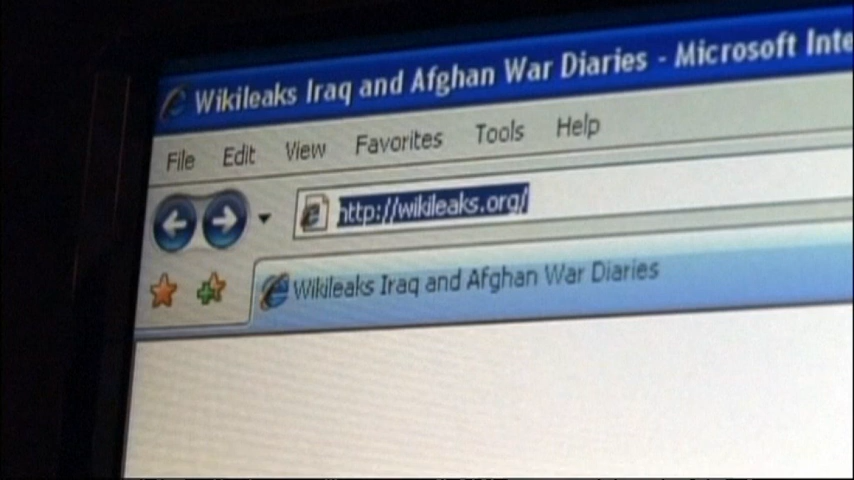 Wikileaks Iraq and Afghan War Diaries - Microsoft Inte
File Edit View Favorites Tools Help
http://wikileaks.org/
Wikileaks Iraq and Afghan War Diaries